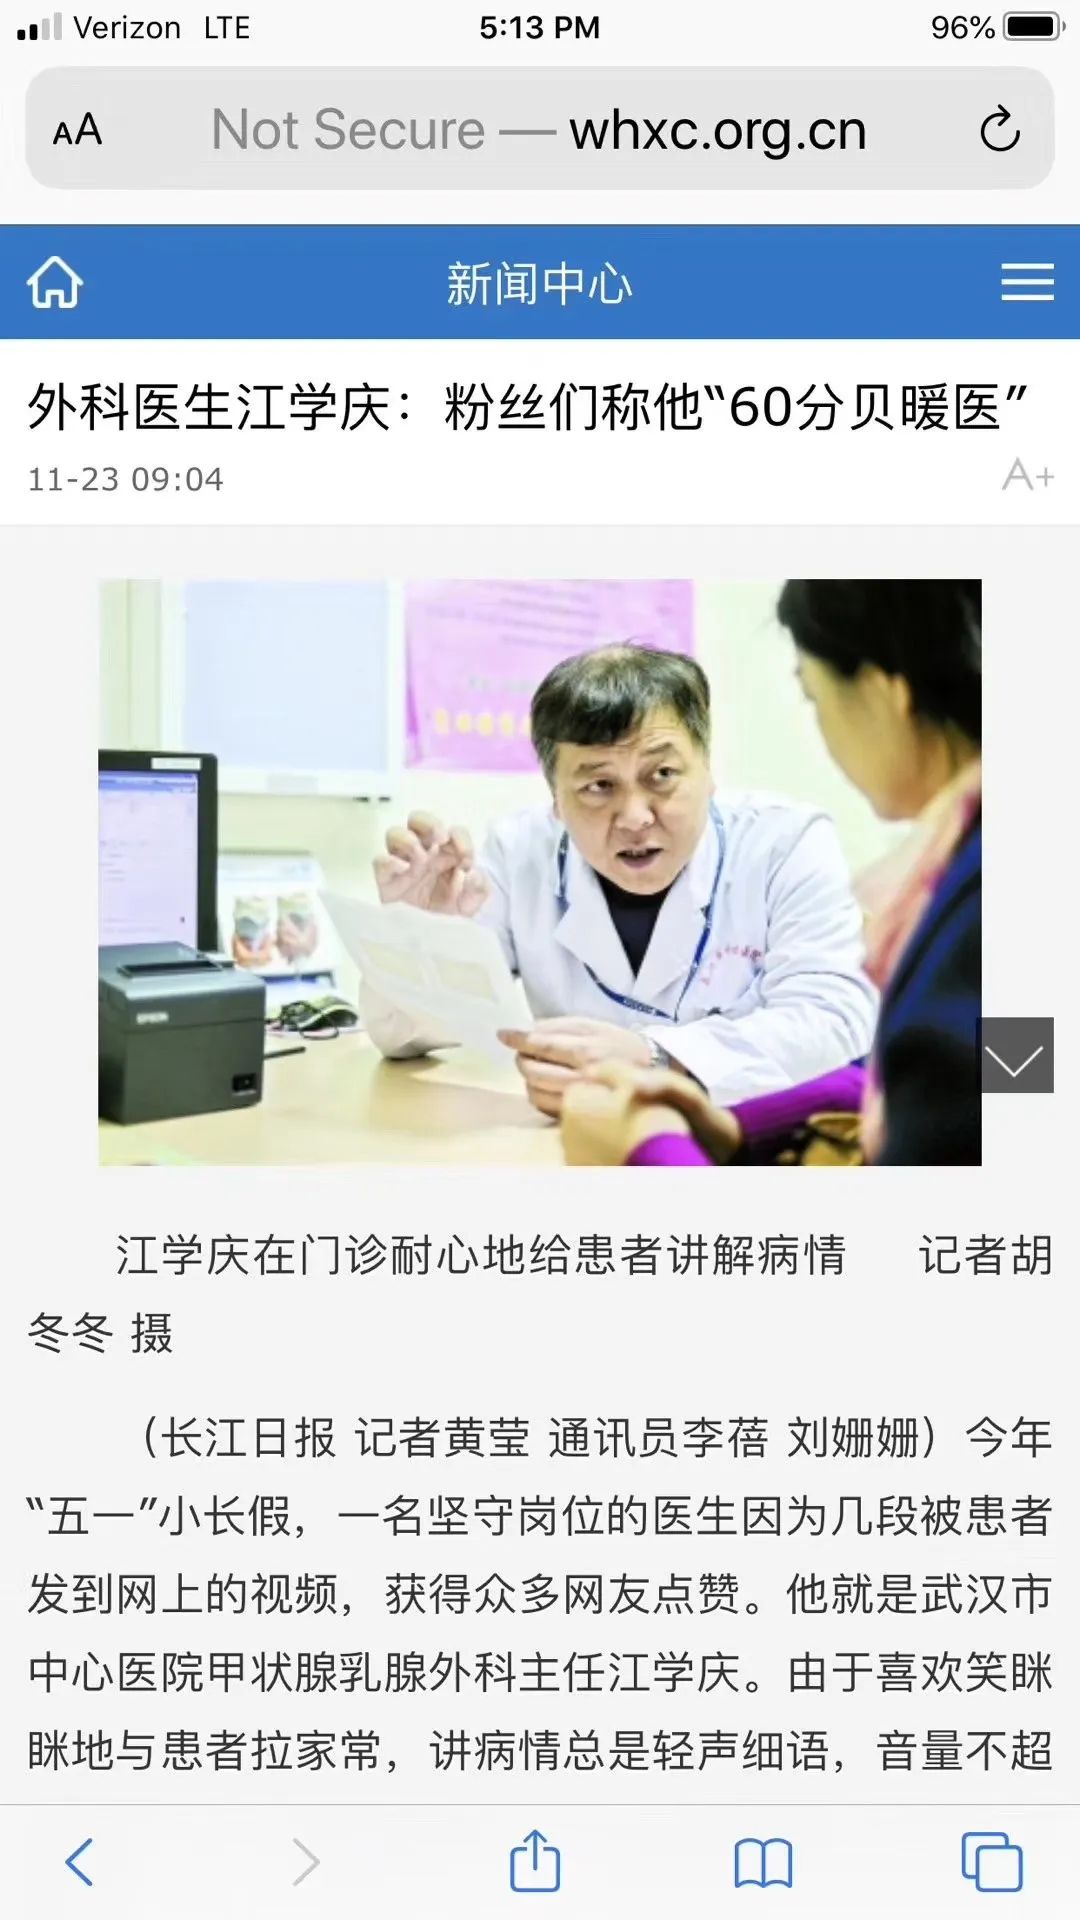 Verizon LTE 5:13 PM 96%
AA Not Secure — whxc.org.cn
新闻中心
外科医生江学庆：粉丝们称他“60分贝暖医”
11-23 09:04 A+
EPSON
江学庆在门诊耐心地给患者讲解病情 记者胡
冬冬 摄
（长江日报 记者黄莹 通讯员李蓓 刘姗姗）今年
“五一”小长假，一名坚守岗位的医生因为几段被患者
发到网上的视频，获得众多网友点赞。他就是武汉市
中心医院甲状腺乳腺外科主任江学庆。由于喜欢笑眯
眯地与患者拉家常，讲病情总是轻声细语，音量不超